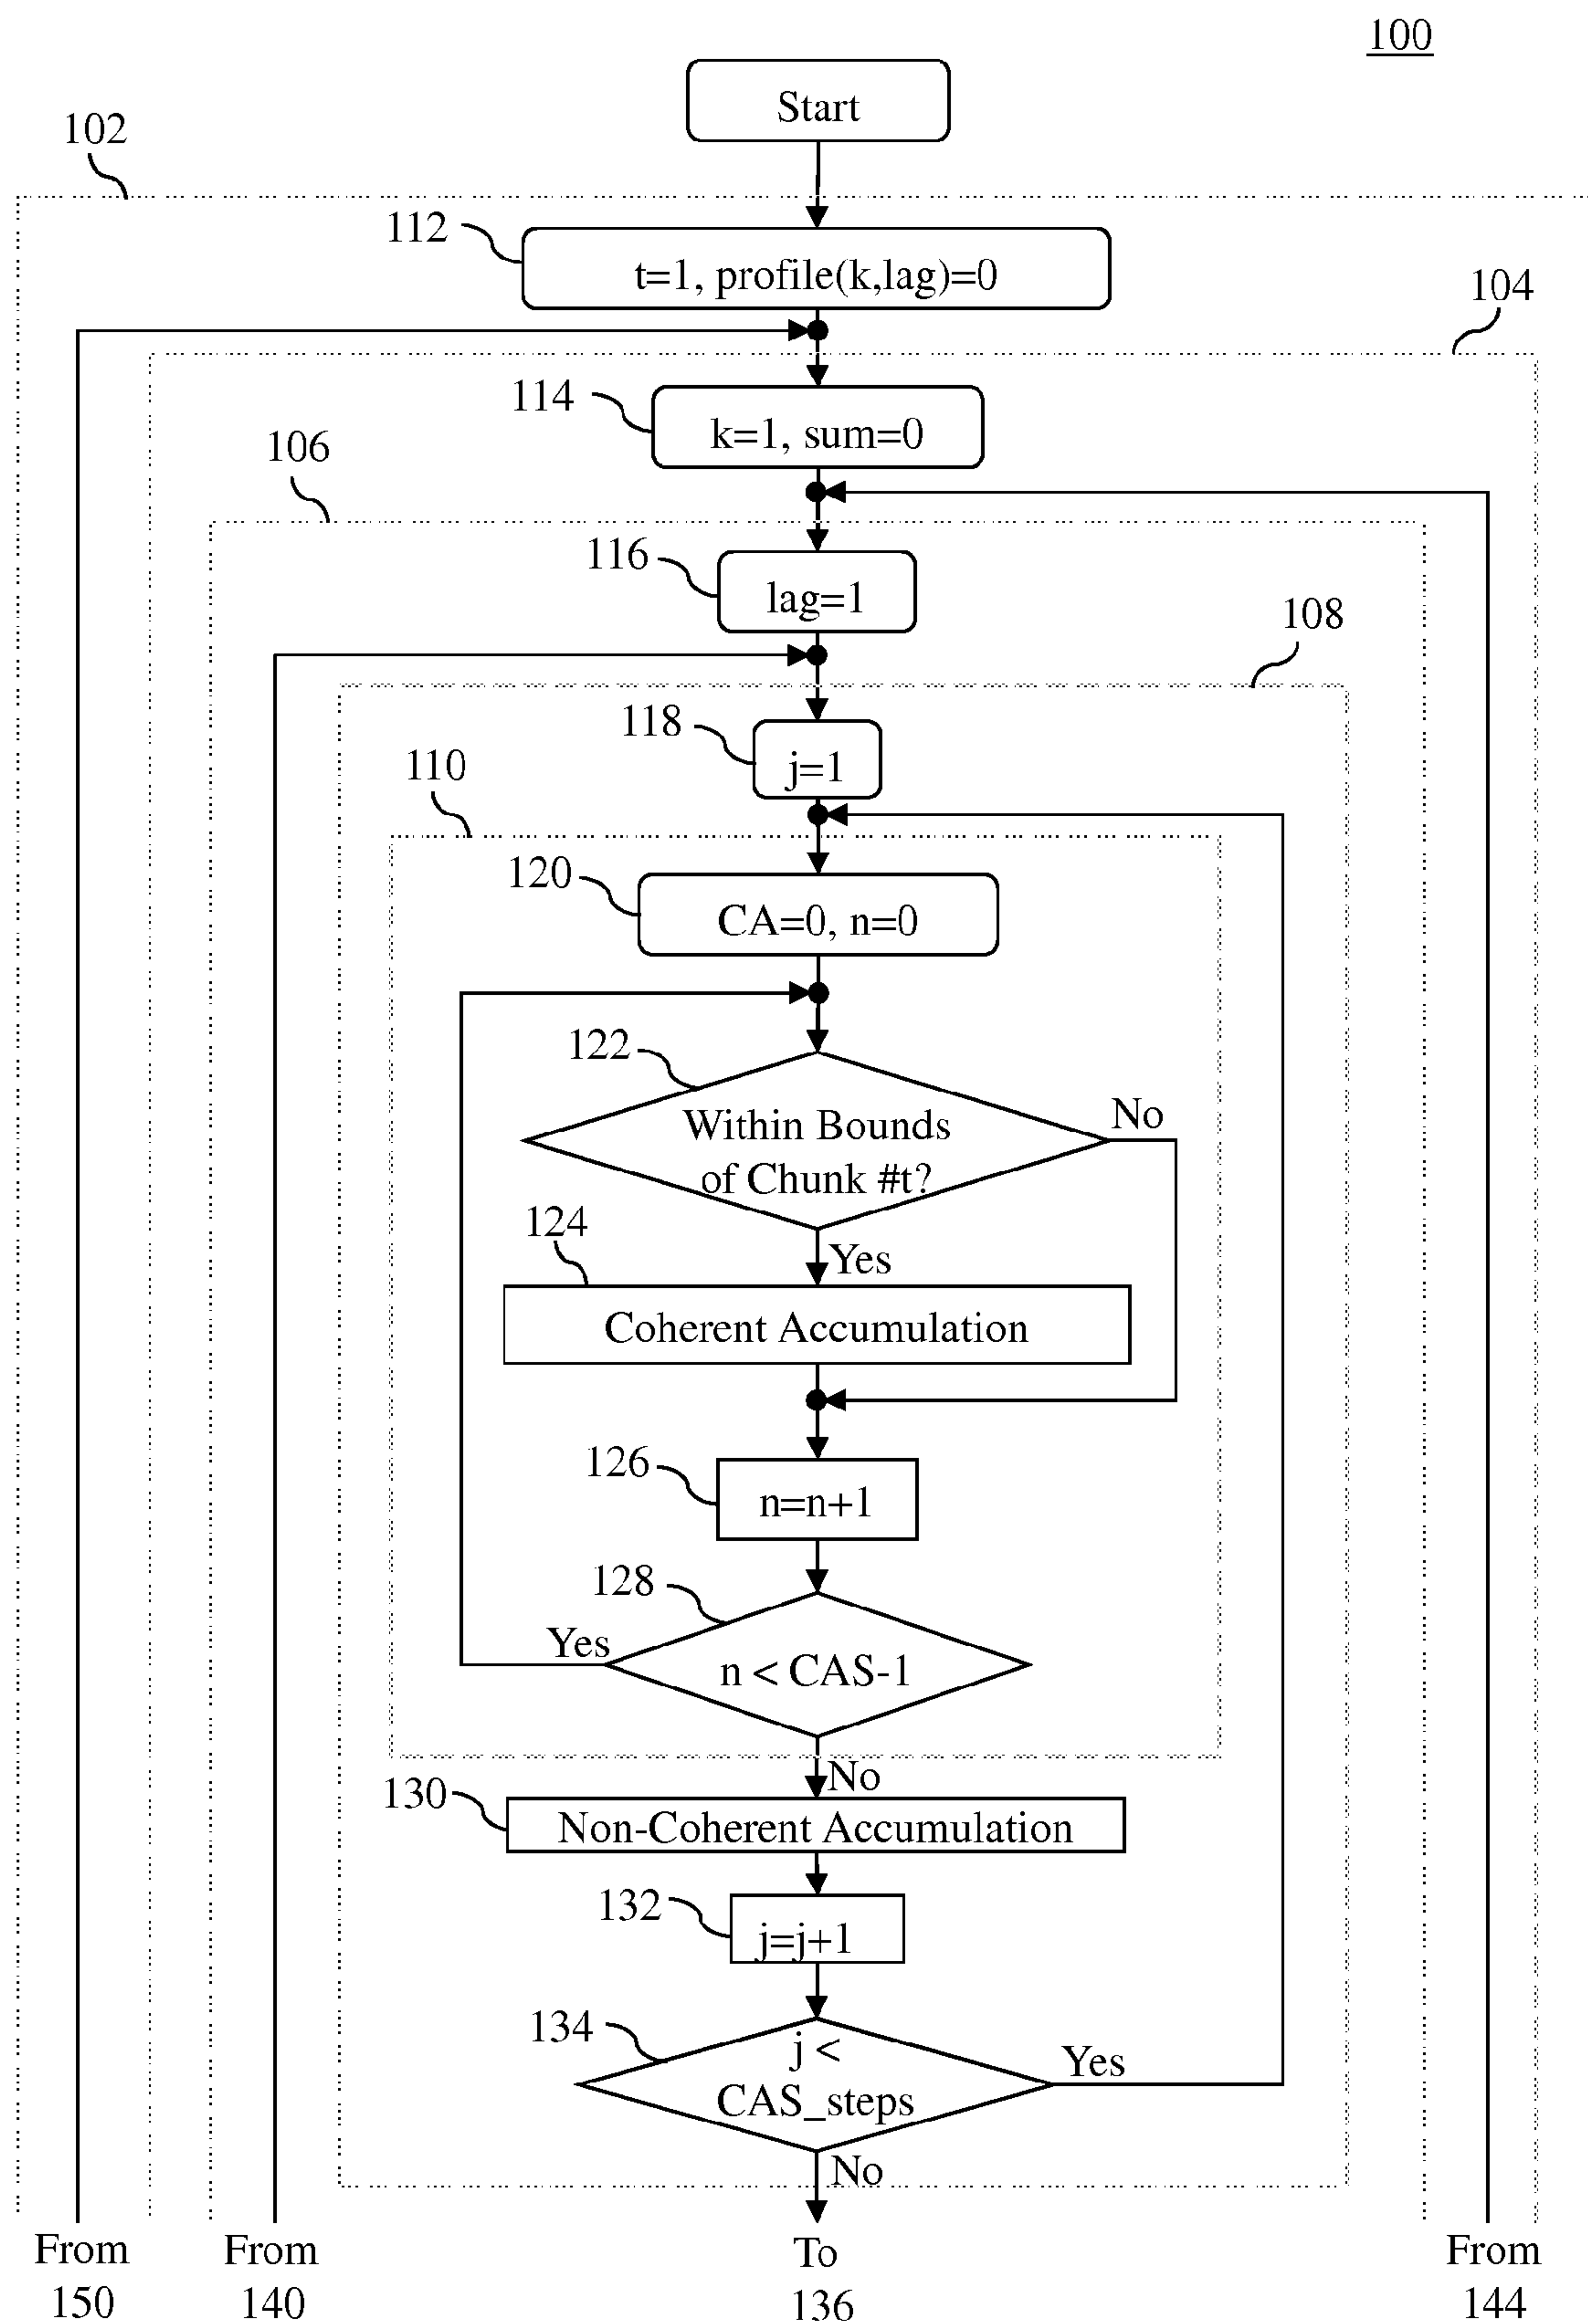 100
Start
102
112
t=1, profile(k,lag)=0
104
114
k=1, sum=0
106
116
lag=1
108
118
j=1
110
120
CA=0, n=0
122
Within Bounds
of Chunk #t?
No
124
Yes
Coherent Accumulation
126
n=n+1
128
Yes
n < CAS-1
No
130
Non-Coherent Accumulation
132
j=j+1
134
j <
CAS_steps
Yes
No
From
150
From
140
To
136
From
144